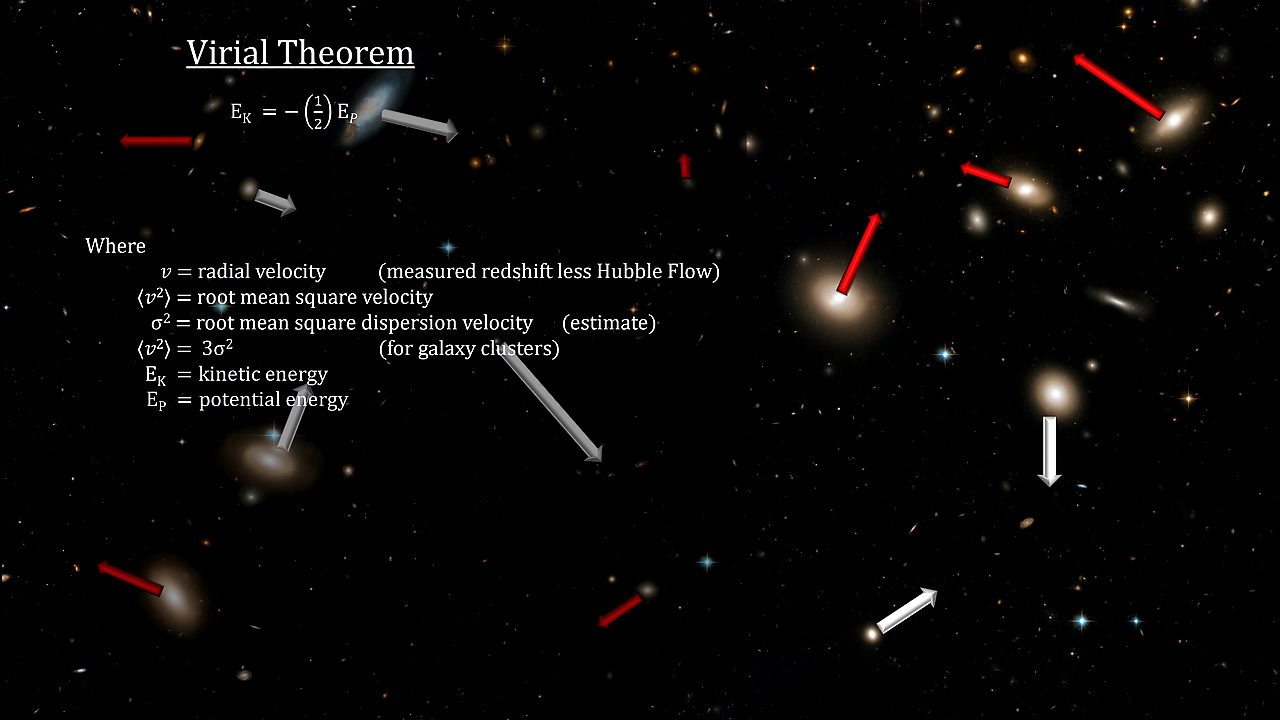 Virial Theorem
E_K = −(1/2) E_P
Where
v = radial velocity (measured redshift less Hubble Flow)
⟨v²⟩ = root mean square velocity
σ² = root mean square dispersion velocity (estimate)
⟨v²⟩ = 3σ² (for galaxy clusters)
E_K = kinetic energy
E_P = potential energy